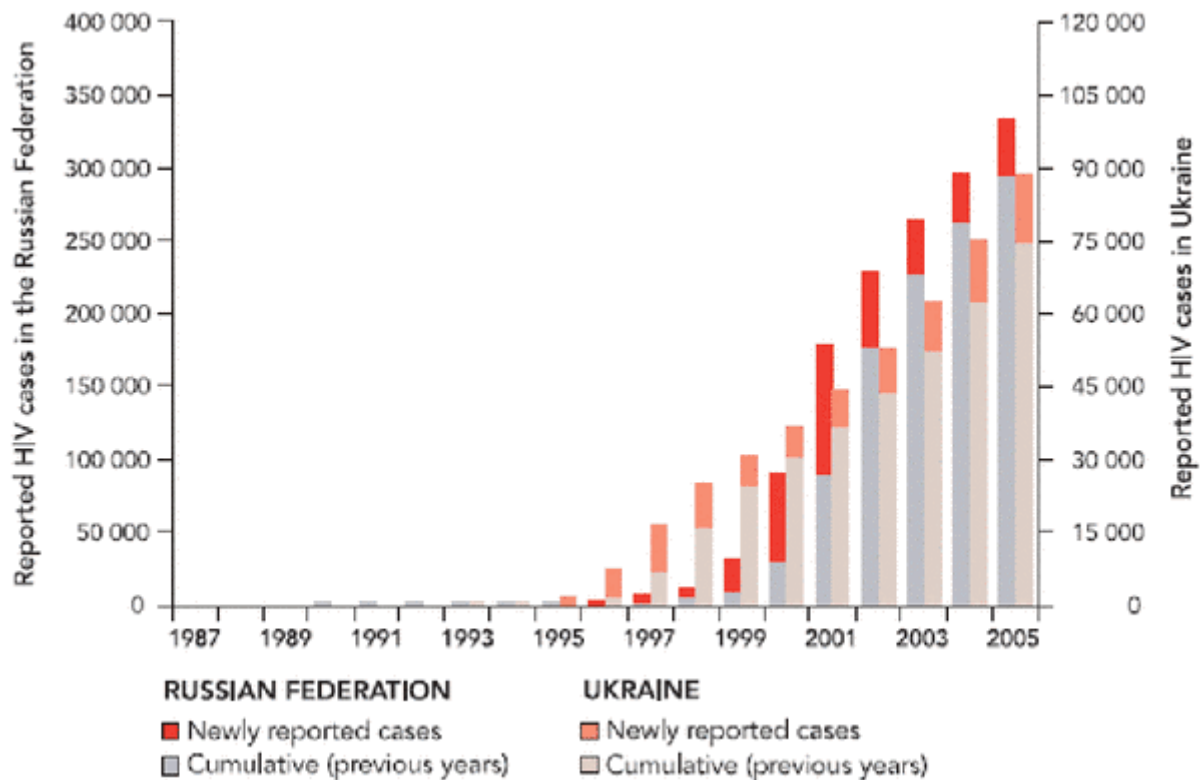 Reported HIV cases in the Russian Federation
400 000
350 000
300 000
250 000
200 000
150 000
100 000
50 000
0
120 000
105 000
90 000
75 000
60 000
45 000
30 000
15 000
0
Reported HIV cases in Ukraine
1987 1989 1991 1993 1995 1997 1999 2001 2003 2005
RUSSIAN FEDERATION
Newly reported cases
Cumulative (previous years)
UKRAINE
Newly reported cases
Cumulative (previous years)